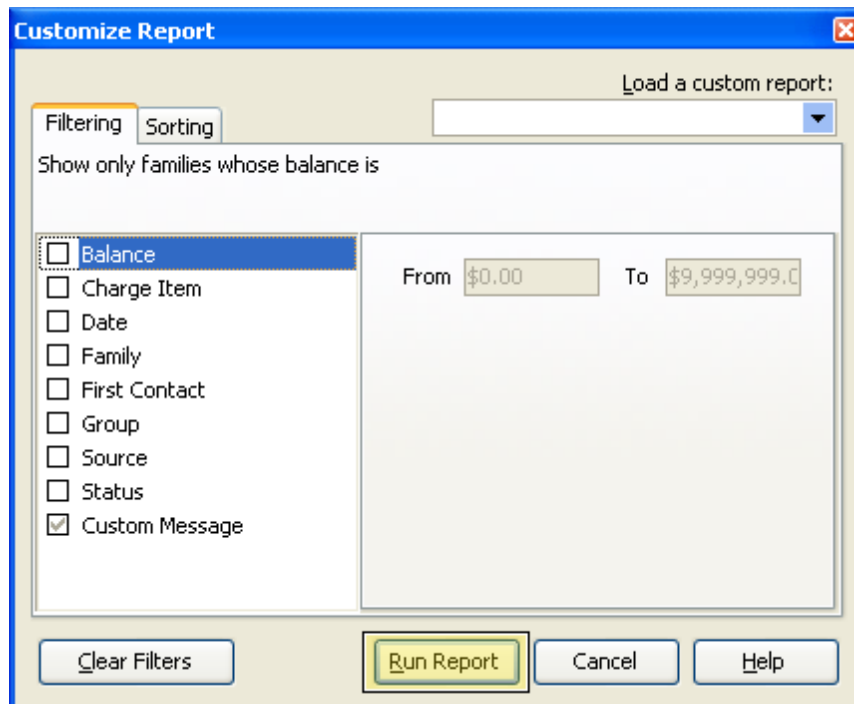 Customize Report
Load a custom report:
Filtering Sorting
Show only families whose balance is
Balance
Charge Item
Date
Family
First Contact
Group
Source
Status
Custom Message
From $0.00 To $9,999,999.0
Clear Filters Run Report Cancel Help